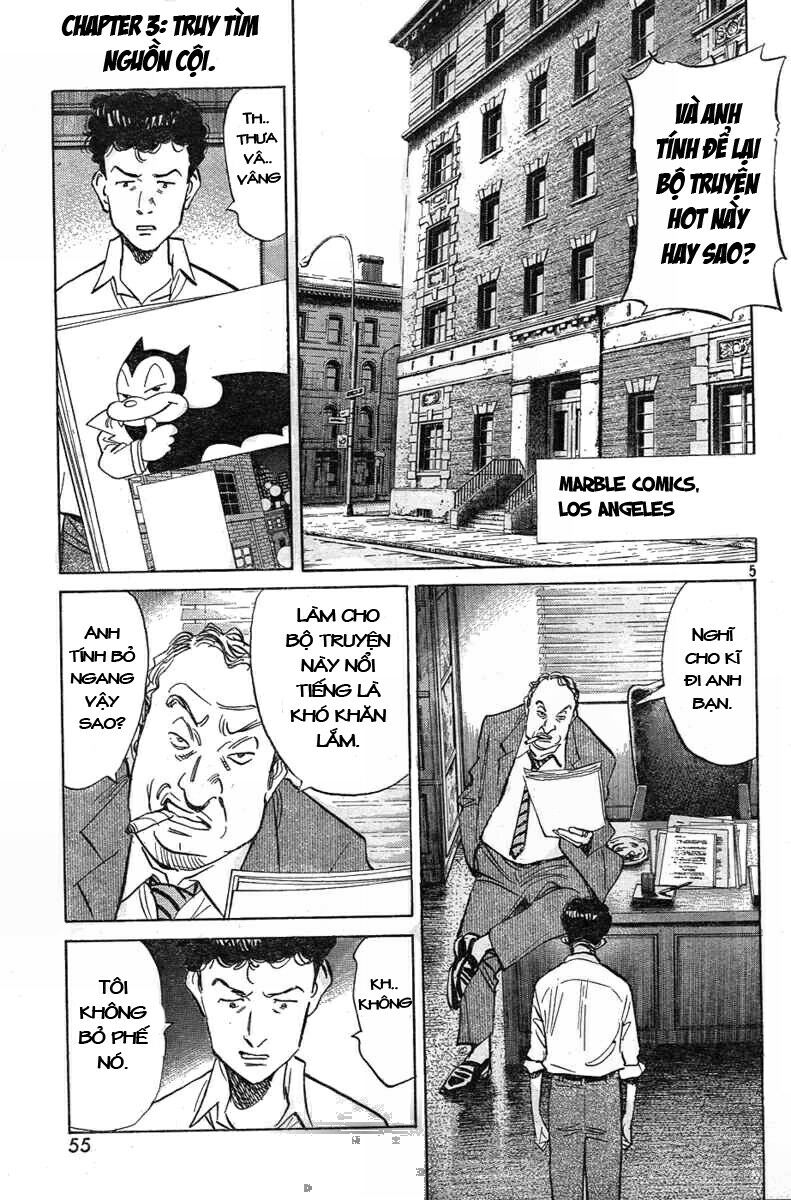 CHAPTER 3: TRUY TÌM
NGUỒN CỘI.
VÀ ANH
TÍNH ĐỂ LẠI
BỘ TRUYỆN
HOT NÀY
HAY SAO?
MARBLE COMICS,
LOS ANGELES
TH..
THƯA
VÂ..
VÂNG
5
NGHĨ
CHO KĨ
ĐI ANH
BẠN.
LÀM CHO
BỘ TRUYỆN
NÀY NỔI
TIẾNG LÀ
KHÓ KHĂN
LẮM.
ANH
TÍNH BỎ
NGANG
VẬY
SAO?
KH..
KHÔNG
TÔI
KHÔNG
BỎ PHẾ
NÓ.
55